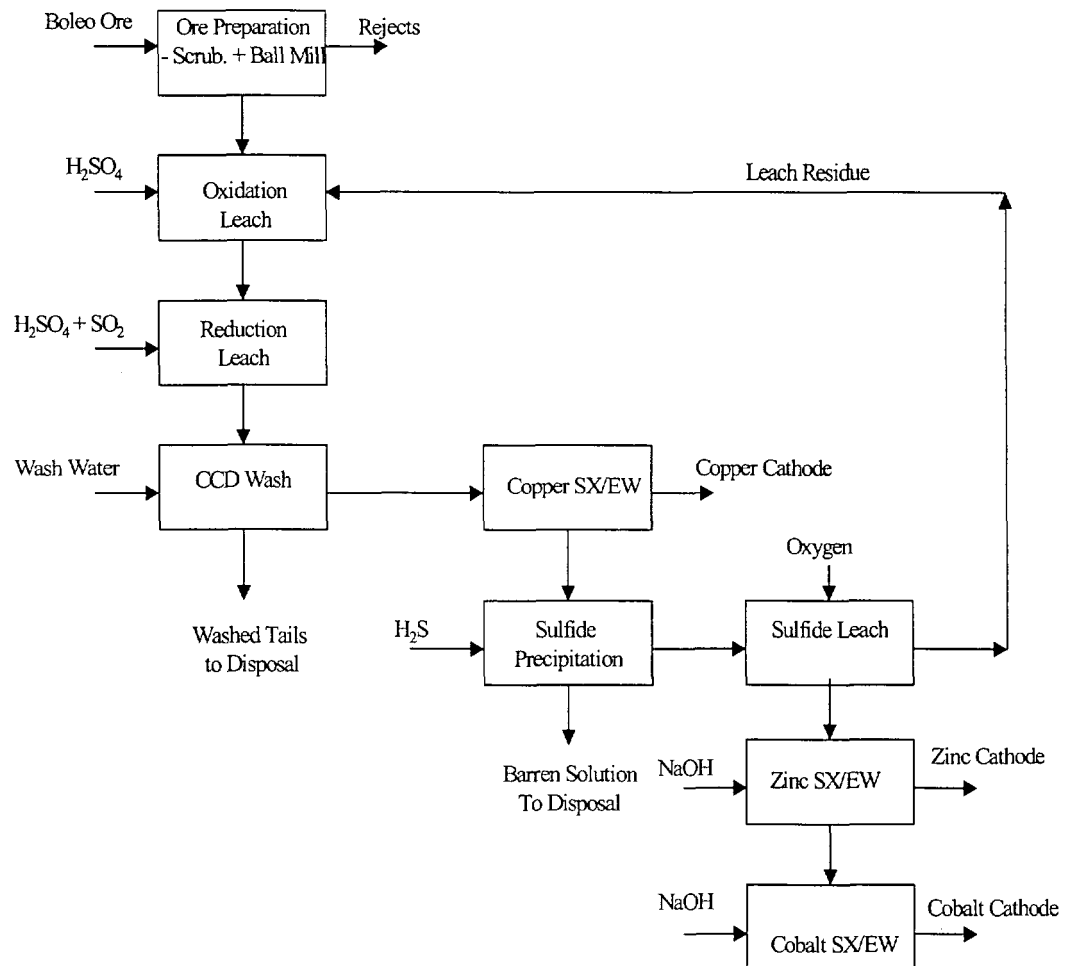 Boleo Ore
Ore Preparation
- Scrub. + Ball Mill
Rejects
H₂SO₄
Oxidation
Leach
Leach Residue
H₂SO₄ + SO₂
Reduction
Leach
Wash Water
CCD Wash
Copper SX/EW
Copper Cathode
Oxygen
Washed Tails
to Disposal
H₂S
Sulfide
Precipitation
Sulfide Leach
Barren Solution
To Disposal
NaOH
Zinc SX/EW
Zinc Cathode
NaOH
Cobalt SX/EW
Cobalt Cathode